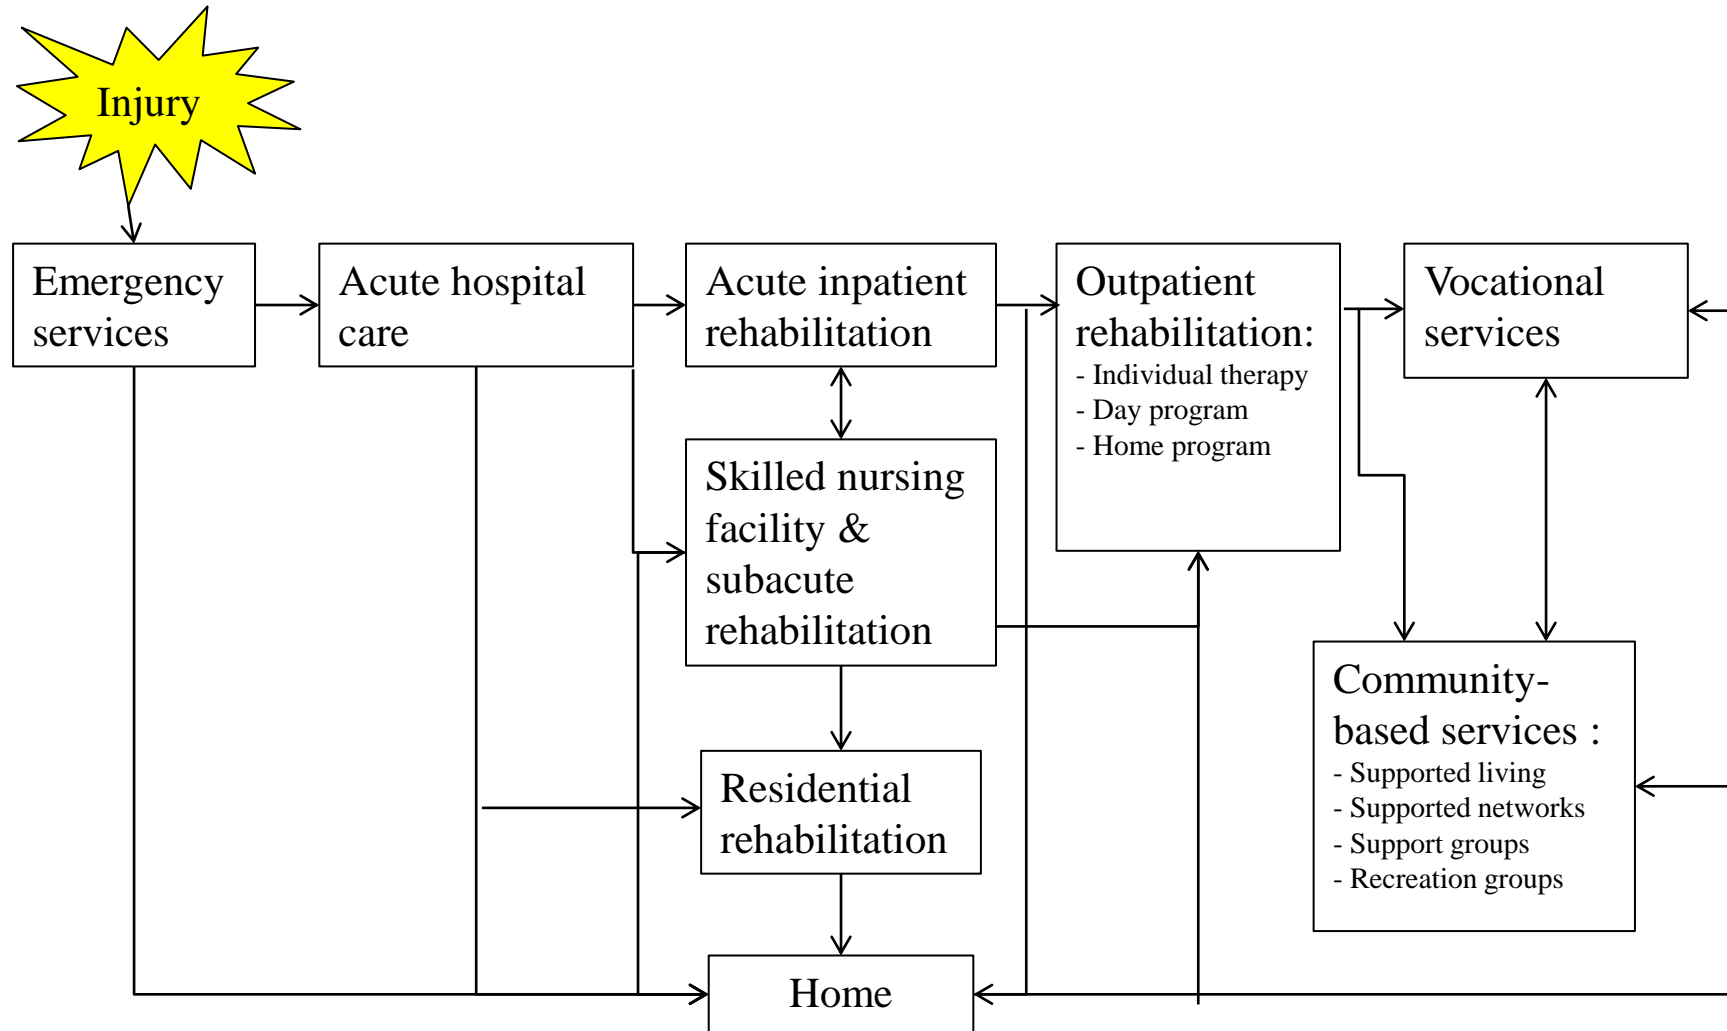 Injury
Emergency
services
Acute hospital
care
Acute inpatient
rehabilitation
Outpatient
rehabilitation:
- Individual therapy
- Day program
- Home program
Vocational
services
Skilled nursing
facility &
subacute
rehabilitation
Community-
based services :
- Supported living
- Supported networks
- Support groups
- Recreation groups
Residential
rehabilitation
Home